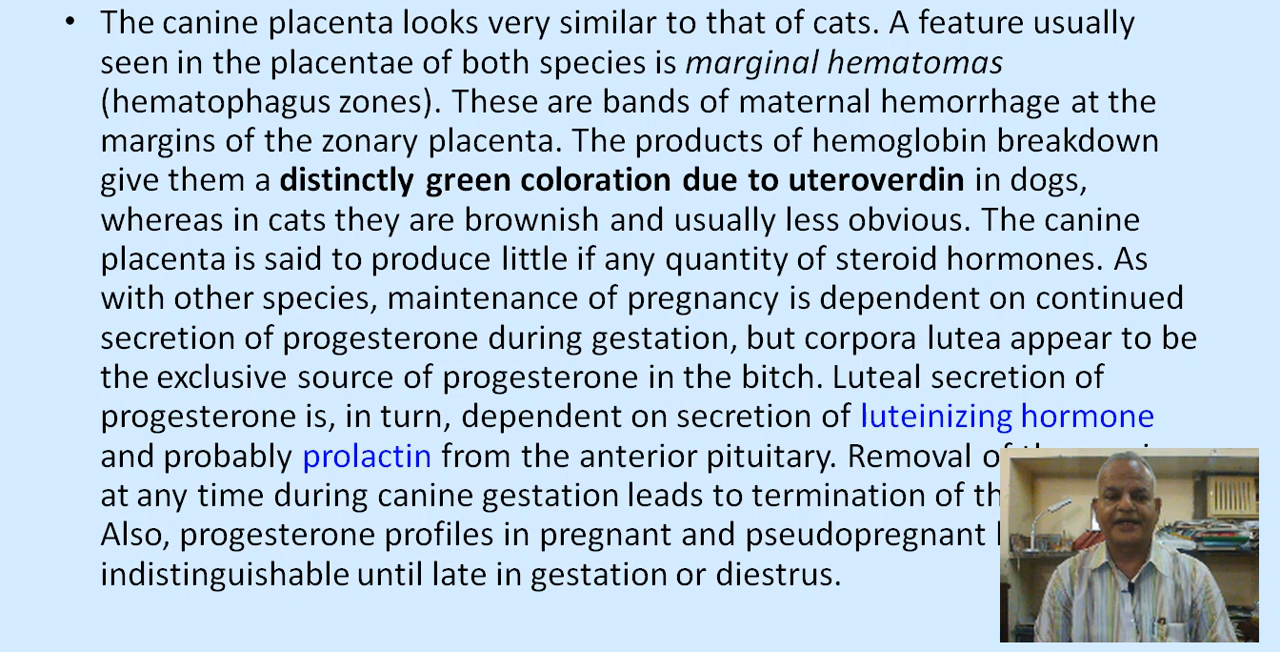 • The canine placenta looks very similar to that of cats. A feature usually
seen in the placentae of both species is marginal hematomas
(hematophagus zones). These are bands of maternal hemorrhage at the
margins of the zonary placenta. The products of hemoglobin breakdown
give them a distinctly green coloration due to uteroverdin in dogs,
whereas in cats they are brownish and usually less obvious. The canine
placenta is said to produce little if any quantity of steroid hormones. As
with other species, maintenance of pregnancy is dependent on continued
secretion of progesterone during gestation, but corpora lutea appear to be
the exclusive source of progesterone in the bitch. Luteal secretion of
progesterone is, in turn, dependent on secretion of luteinizing hormone
and probably prolactin from the anterior pituitary. Removal
at any time during canine gestation leads to termination of
Also, progesterone profiles in pregnant and pseudopregnant
indistinguishable until late in gestation or diestrus.